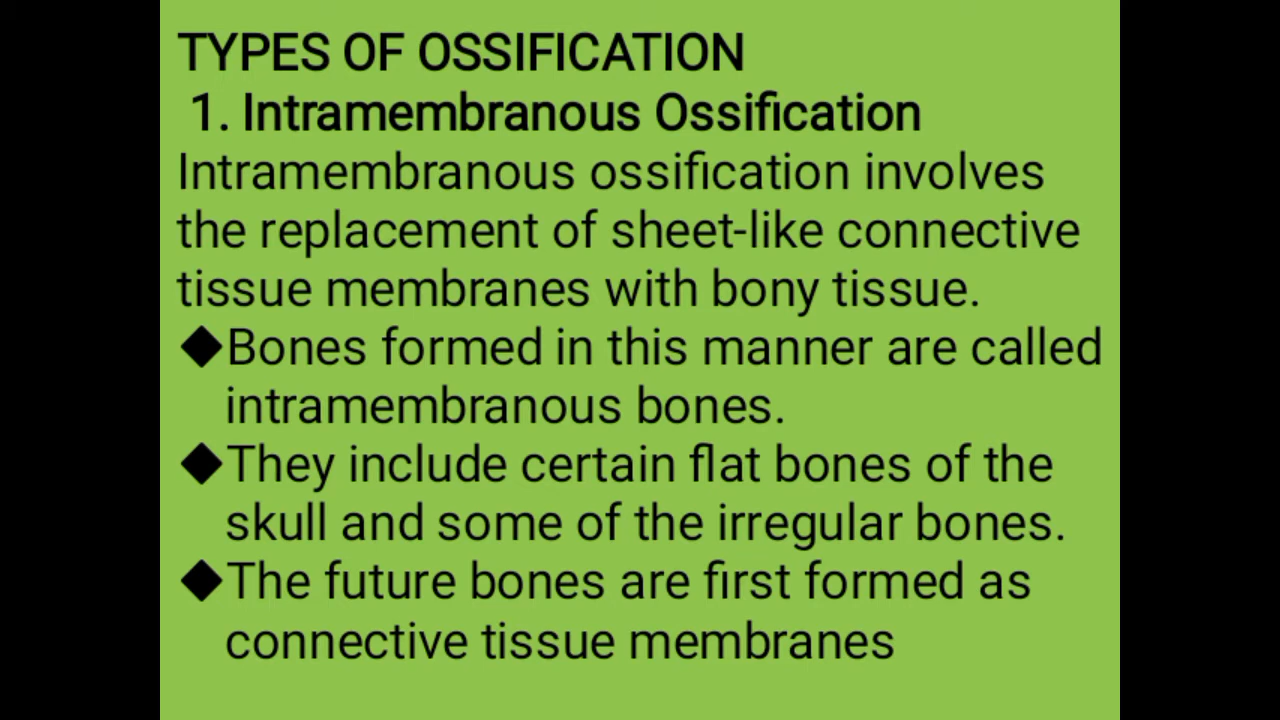 TYPES OF OSSIFICATION
1. Intramembranous Ossification
Intramembranous ossification involves
the replacement of sheet-like connective
tissue membranes with bony tissue.
◆Bones formed in this manner are called
intramembranous bones.
◆They include certain flat bones of the
skull and some of the irregular bones.
◆The future bones are first formed as
connective tissue membranes